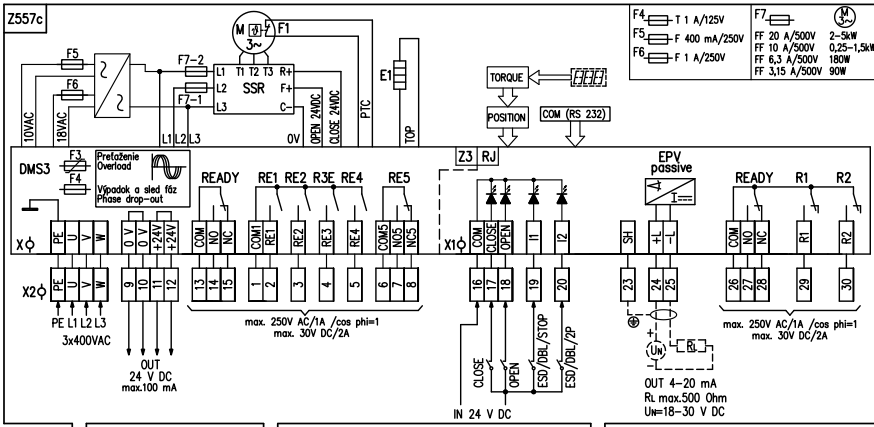 Z557c
F5
F6
10VAC
18VAC
F7-2
F7-1
L1
L2
L3
L1 L2 L3
M
3~
F1
T1 T2 T3
SSR
L1
L2
L3
R+
F+
C-
0V
OPEN 24VDC
CLOSE 24VDC
PTC
E1
TOP
TORQUE
POSITION
COM (RS 232)
F4 T 1 A/125V
F5 F 400 mA/250V
F6 F 1 A/250V
F7
M
3~
FF 20 A/500V 2-5kW
FF 10 A/500V 0,25-1,5kW
FF 6,3 A/500V 180W
FF 3,15 A/500V 90W
DMS3
F3
F4
Preťaženie
Overload
Výpadok a sled fáz
Phase drop-out
READY
RE1 RE2 R3E RE4
RE5
Z3 RJ
EPV
passive
READY
R1
R2
X
PE
U
V
W
0 V
0 V
+24V
+24V
COM
NO
NC
COM1
RE1
RE2
RE3
RE4
COM5
NO5
NC5
X1
COM
CLOSE
OPEN
I1
I2
SH
+L
-L
COM
NO
NC
R1
R2
X2
PE
U
V
W
9
10
11
12
13
14
15
1
2
3
4
5
6
7
8
16
17
18
19
20
23
24
25
26
27
28
29
30
PE L1 L2 L3
3x400VAC
OUT
24 V DC
max.100 mA
max. 250V AC/1A /cos phi=1
max. 30V DC/2A
CLOSE
OPEN
ESD/DBL/STOP
ESD/DBL/2P
IN 24 V DC
+
UN
-
RL
OUT 4-20 mA
RL max.500 Ohm
UN=18-30 V DC
max. 250V AC/1A /cos phi=1
max. 30V DC/2A